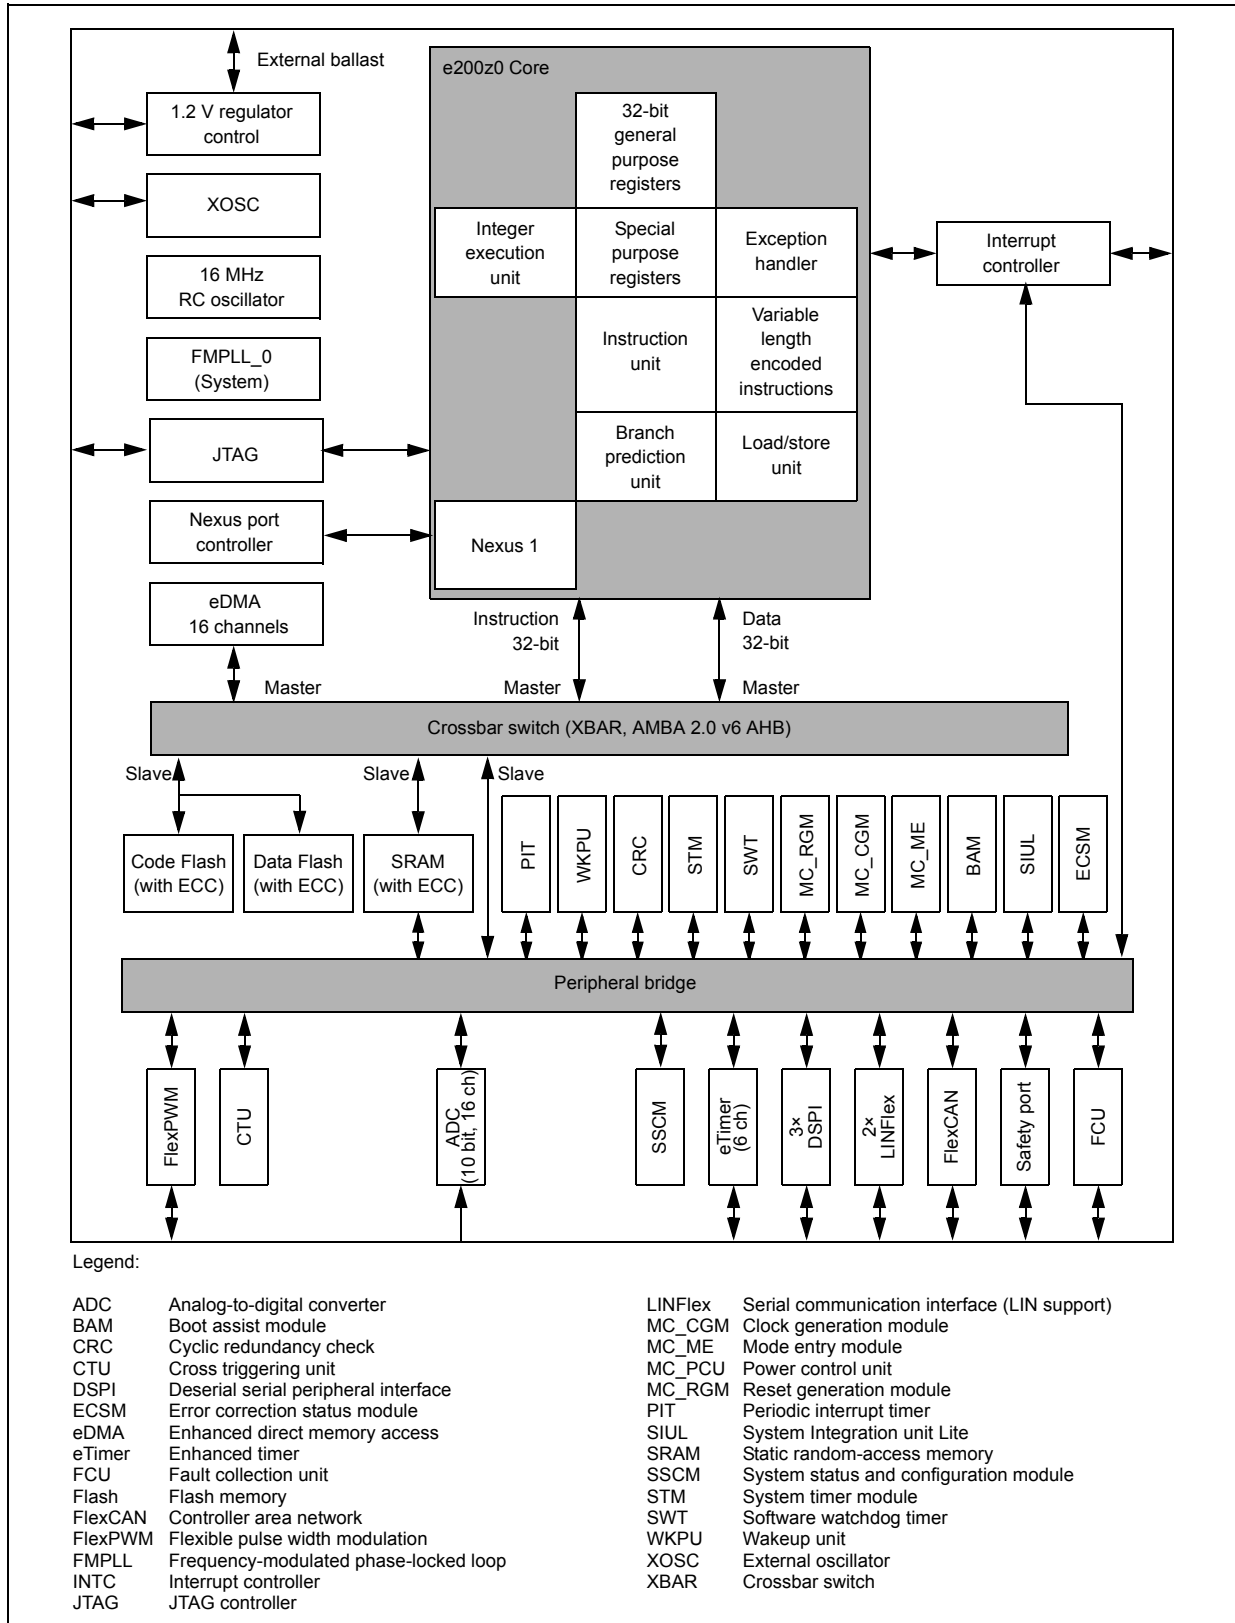 External ballast
e200z0 Core
1.2 V regulator
control
32-bit
general
purpose
registers
XOSC
Integer
execution
unit
Special
purpose
registers
Exception
handler
Interrupt
controller
16 MHz
RC oscillator
FMPLL_0
(System)
Instruction
unit
Variable
length
encoded
instructions
JTAG
Branch
prediction
unit
Load/store
unit
Nexus port
controller
Nexus 1
eDMA
16 channels
Instruction
32-bit
Data
32-bit
Master
Master
Master
Crossbar switch (XBAR, AMBA 2.0 v6 AHB)
Slave
Slave
Slave
Code Flash
(with ECC)
Data Flash
(with ECC)
SRAM
(with ECC)
PIT
WKPU
CRC
STM
SWT
MC_RGM
MC_CGM
MC_ME
BAM
SIUL
ECSM
Peripheral bridge
FlexPWM
CTU
ADC
(10 bit, 16 ch)
SSCM
eTimer
(6 ch)
3×
DSPI
2×
LINFlex
FlexCAN
Safety port
FCU
Legend:
ADC Analog-to-digital converter
BAM Boot assist module
CRC Cyclic redundancy check
CTU Cross triggering unit
DSPI Deserial serial peripheral interface
ECSM Error correction status module
eDMA Enhanced direct memory access
eTimer Enhanced timer
FCU Fault collection unit
Flash Flash memory
FlexCAN Controller area network
FlexPWM Flexible pulse width modulation
FMPLL Frequency-modulated phase-locked loop
INTC Interrupt controller
JTAG JTAG controller
LINFlex Serial communication interface (LIN support)
MC_CGM Clock generation module
MC_ME Mode entry module
MC_PCU Power control unit
MC_RGM Reset generation module
PIT Periodic interrupt timer
SIUL System Integration unit Lite
SRAM Static random-access memory
SSCM System status and configuration module
STM System timer module
SWT Software watchdog timer
WKPU Wakeup unit
XOSC External oscillator
XBAR Crossbar switch